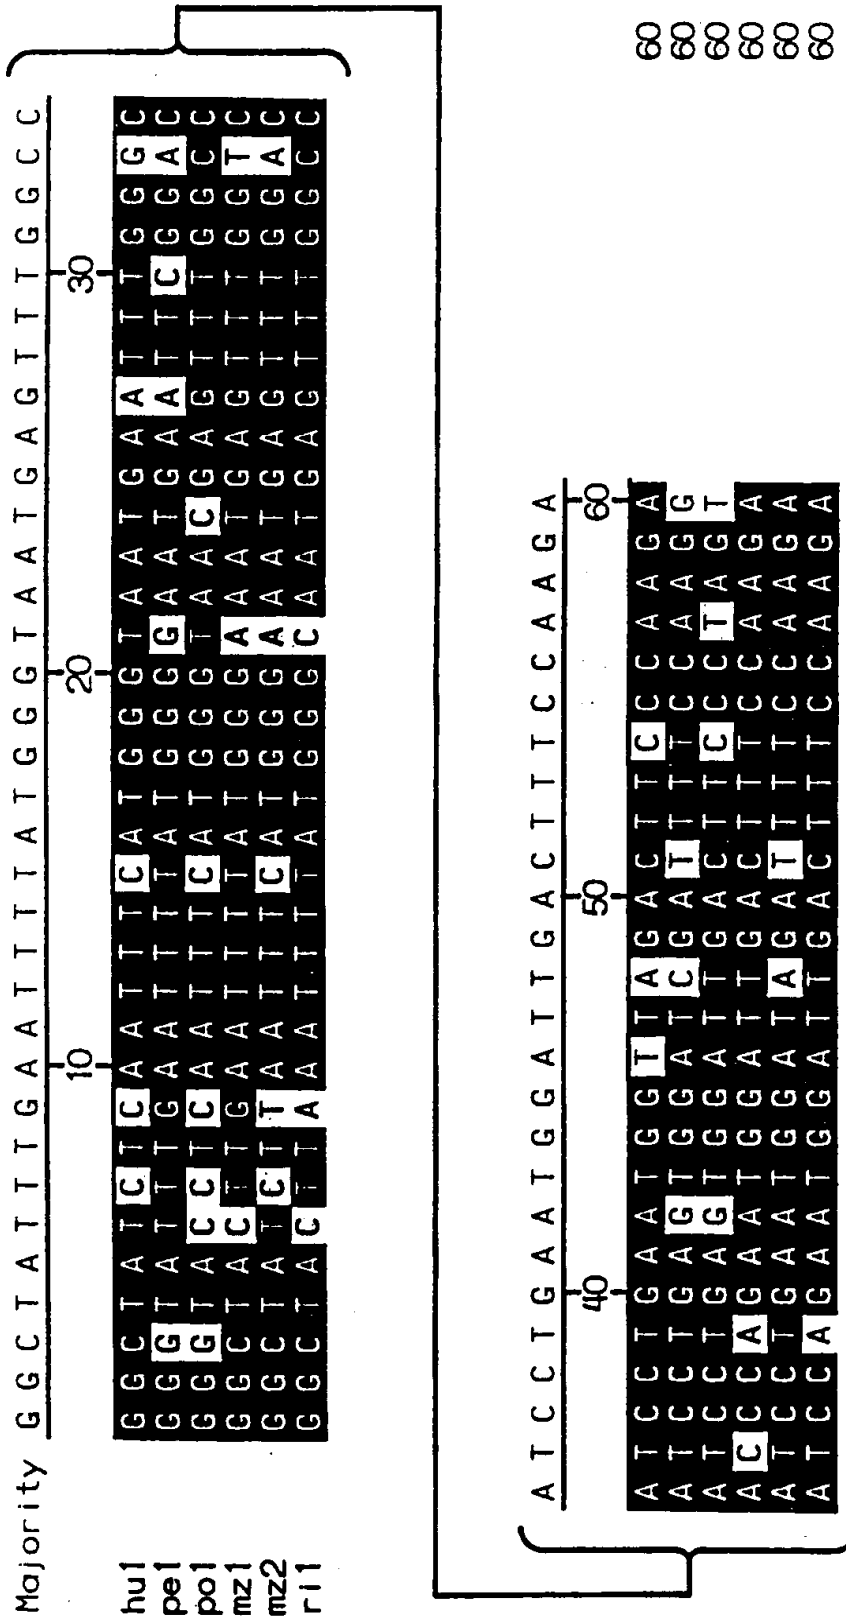 Majority G G C T A T T T G A A T T T T A T G G G T A A T G A G T T T G G C C
10 20 30
hu1 G G C T A T C T C A A T T T C A T G G G T A A T G A A T T T G G G C
pe1 G G G T A T T T G A A T T T T A T G G G G A A T G A A T T C G G A C
po1 G G G T A C C T C A A T T T C A T G G G T A A C G A G T T T G G C C
mz1 G G C T A C T T G A A T T T T A T G G G A A A T G A G T T T G G T C
mz2 G G C T A T C T T A A T T T C A T G G G A A A T G A G T T T G G A C
ri1 G G C T A C T T A A A T T T T A T G G G C A A T G A G T T T G G C C
A T C C T G A A T G G A T T G A C T T T C C A A G A
40 50 60
A T C C T G A A T G G T T A G A C T T C C C A A G A 60
A T C C T G A G T G G A T C G A T T T T C C A A G G 60
A T C C T G A G T G G A T T G A C T T C C C T A G T 60
A C C C A G A A T G G A T T G A C T T T C C A A G A 60
A T C C T G A A T G G A T A G A T T T T C C A A G A 60
A T C C A G A A T G G A T T G A C T T T C C A A G A 60